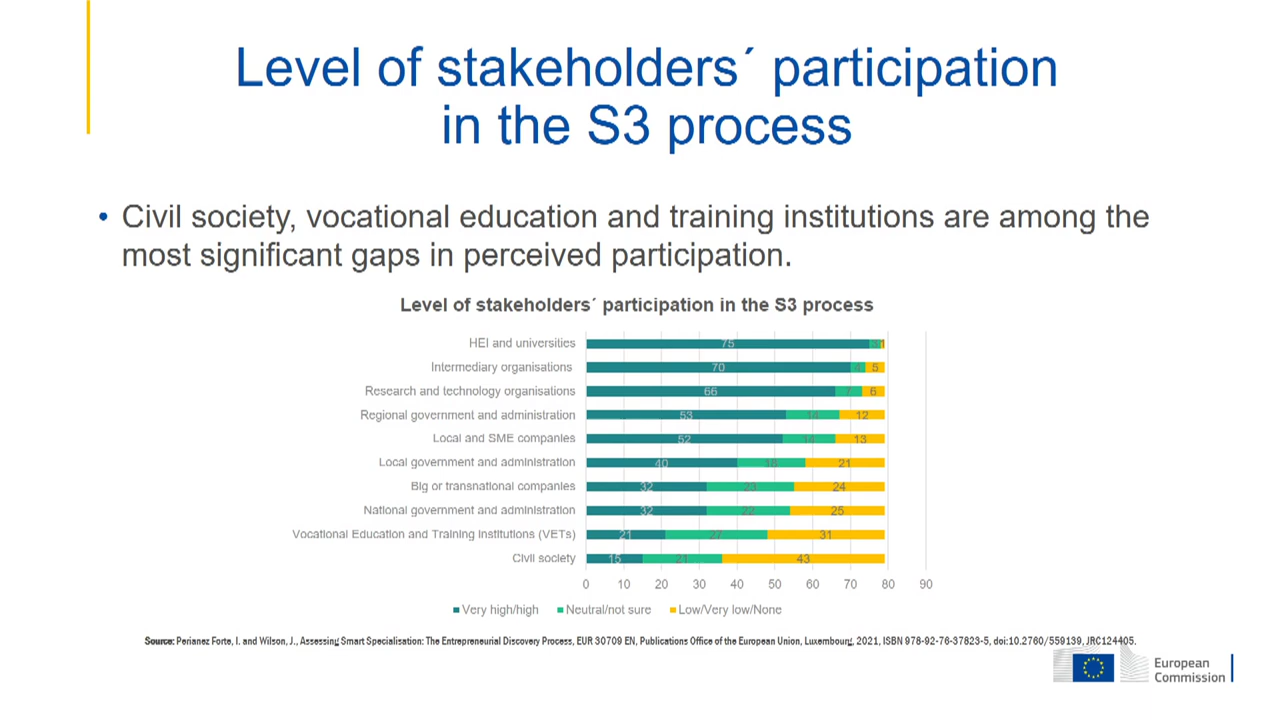 Level of stakeholders´ participation
in the S3 process
• Civil society, vocational education and training institutions are among the
most significant gaps in perceived participation.
Level of stakeholders´ participation in the S3 process
HEI and universities 75 3 1
Intermediary organisations 70 4 5
Research and technology organisations 66 7 6
Regional government and administration 53 14 12
Local and SME companies 52 14 13
Local government and administration 40 18 21
Big or transnational companies 32 23 24
National government and administration 32 22 25
Vocational Education and Training Institutions (VETs) 21 27 31
Civil society 15 21 43
0 10 20 30 40 50 60 70 80 90
Very high/high Neutral/not sure Low/Very low/None
Source: Perianez Forte, I. and Wilson, J., Assessing Smart Specialisation: The Entrepreneurial Discovery Process, EUR 30709 EN, Publications Office of the European Union, Luxembourg, 2021, ISBN 978-92-76-37823-5, doi:10.2760/559139, JRC124405.
European
Commission